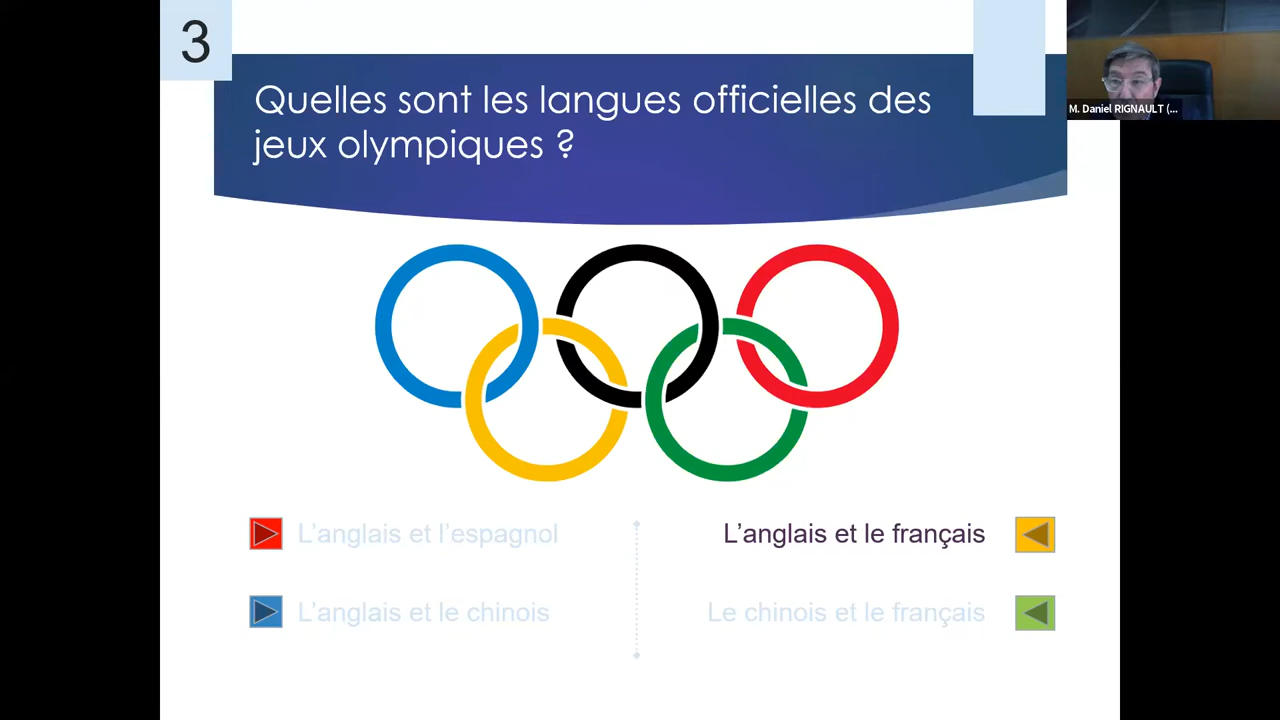 3
Quelles sont les langues officielles des
jeux olympiques ?
M. Daniel RIGNAULT (...
L'anglais et l'espagnol
L'anglais et le français
L'anglais et le chinois
Le chinois et le français